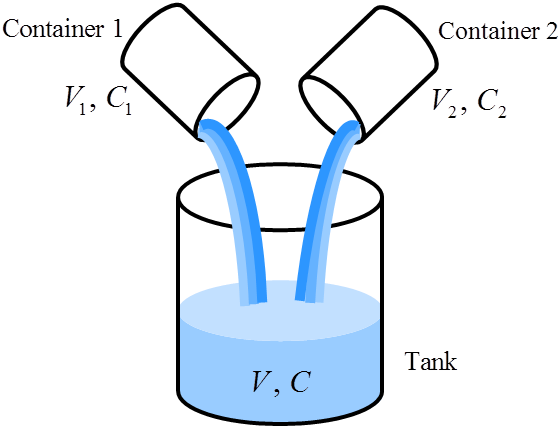 Container 1
Container 2
V₁, C₁
V₂, C₂
V, C
Tank